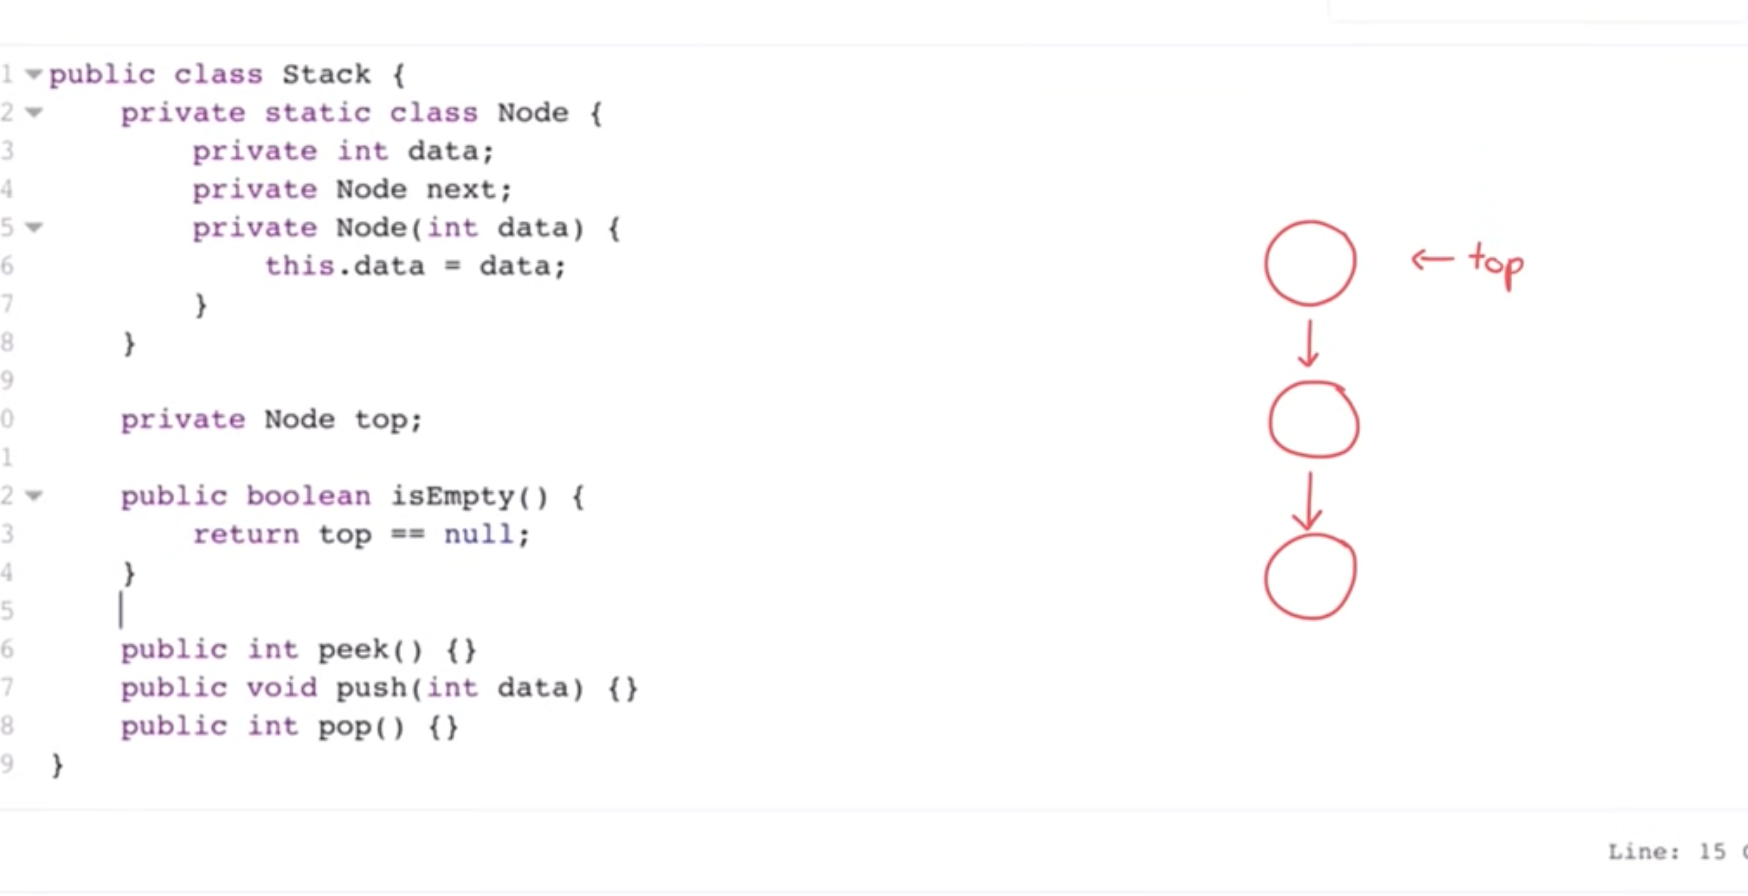 1 public class Stack {
2 private static class Node {
3 private int data;
4 private Node next;
5 private Node(int data) {
6 this.data = data;
7 }
8 }
9
0 private Node top;
1
2 public boolean isEmpty() {
3 return top == null;
4 }
5
6 public int peek() {}
7 public void push(int data) {}
8 public int pop() {}
9 }
← top
Line: 15